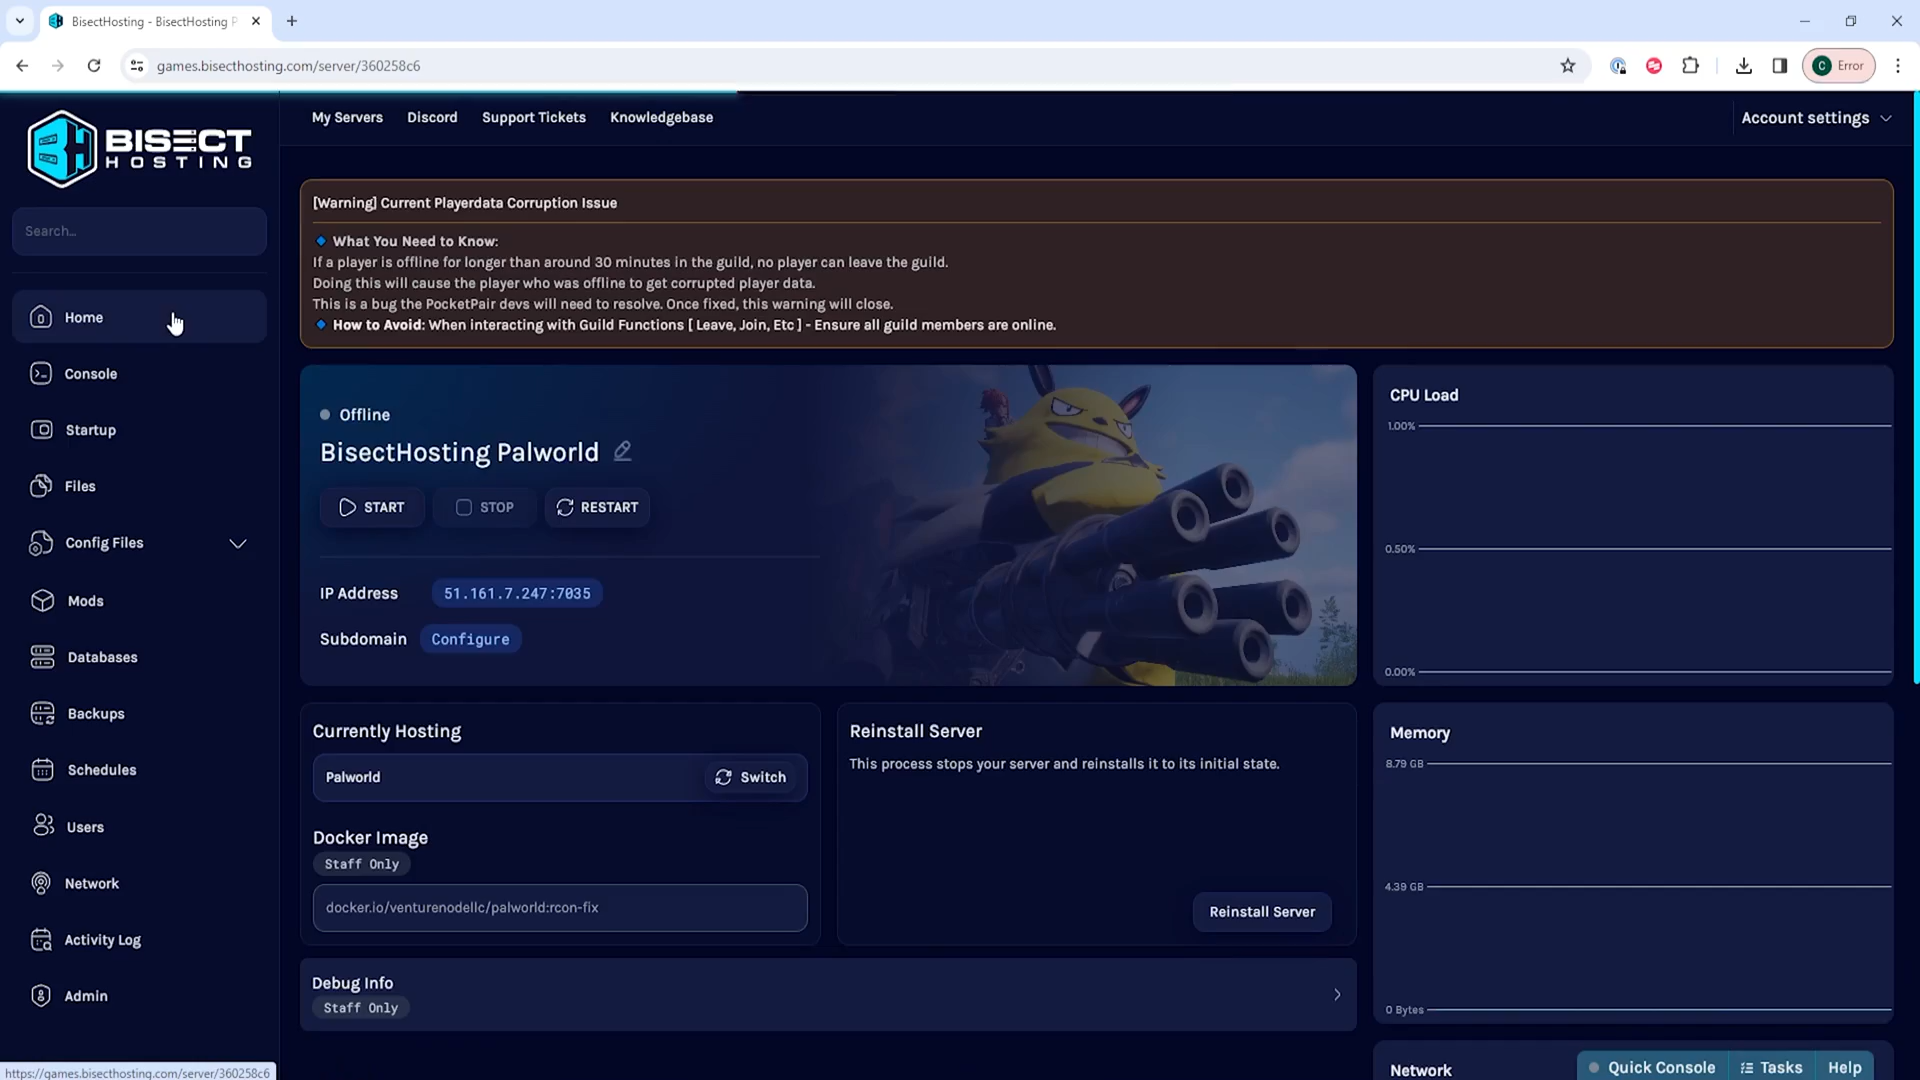 BisectHosting - BisectHosting P
games.bisecthosting.com/server/360258c6
C Error
BISECT
HOSTING
My Servers Discord Support Tickets Knowledgebase
Account settings
Search...
Home
Console
Startup
Files
Config Files
Mods
Databases
Backups
Schedules
Users
Network
Activity Log
Admin
[Warning] Current Playerdata Corruption Issue
What You Need to Know:
If a player is offline for longer than around 30 minutes in the guild, no player can leave the guild.
Doing this will cause the player who was offline to get corrupted player data.
This is a bug the PocketPair devs will need to resolve. Once fixed, this warning will close.
How to Avoid: When interacting with Guild Functions [ Leave, Join, Etc ] - Ensure all guild members are online.
Offline
BisectHosting Palworld
START STOP RESTART
IP Address 51.161.7.247:7035
Subdomain Configure
CPU Load
1.00%
0.50%
0.00%
Currently Hosting
Palworld Switch
Docker Image
Staff Only
docker.io/venturenodellc/palworld:rcon-fix
Reinstall Server
This process stops your server and reinstalls it to its initial state.
Reinstall Server
Memory
8.79 GB
4.39 GB
0 Bytes
Debug Info
Staff Only
Network
Quick Console Tasks Help
https://games.bisecthosting.com/server/360258c6